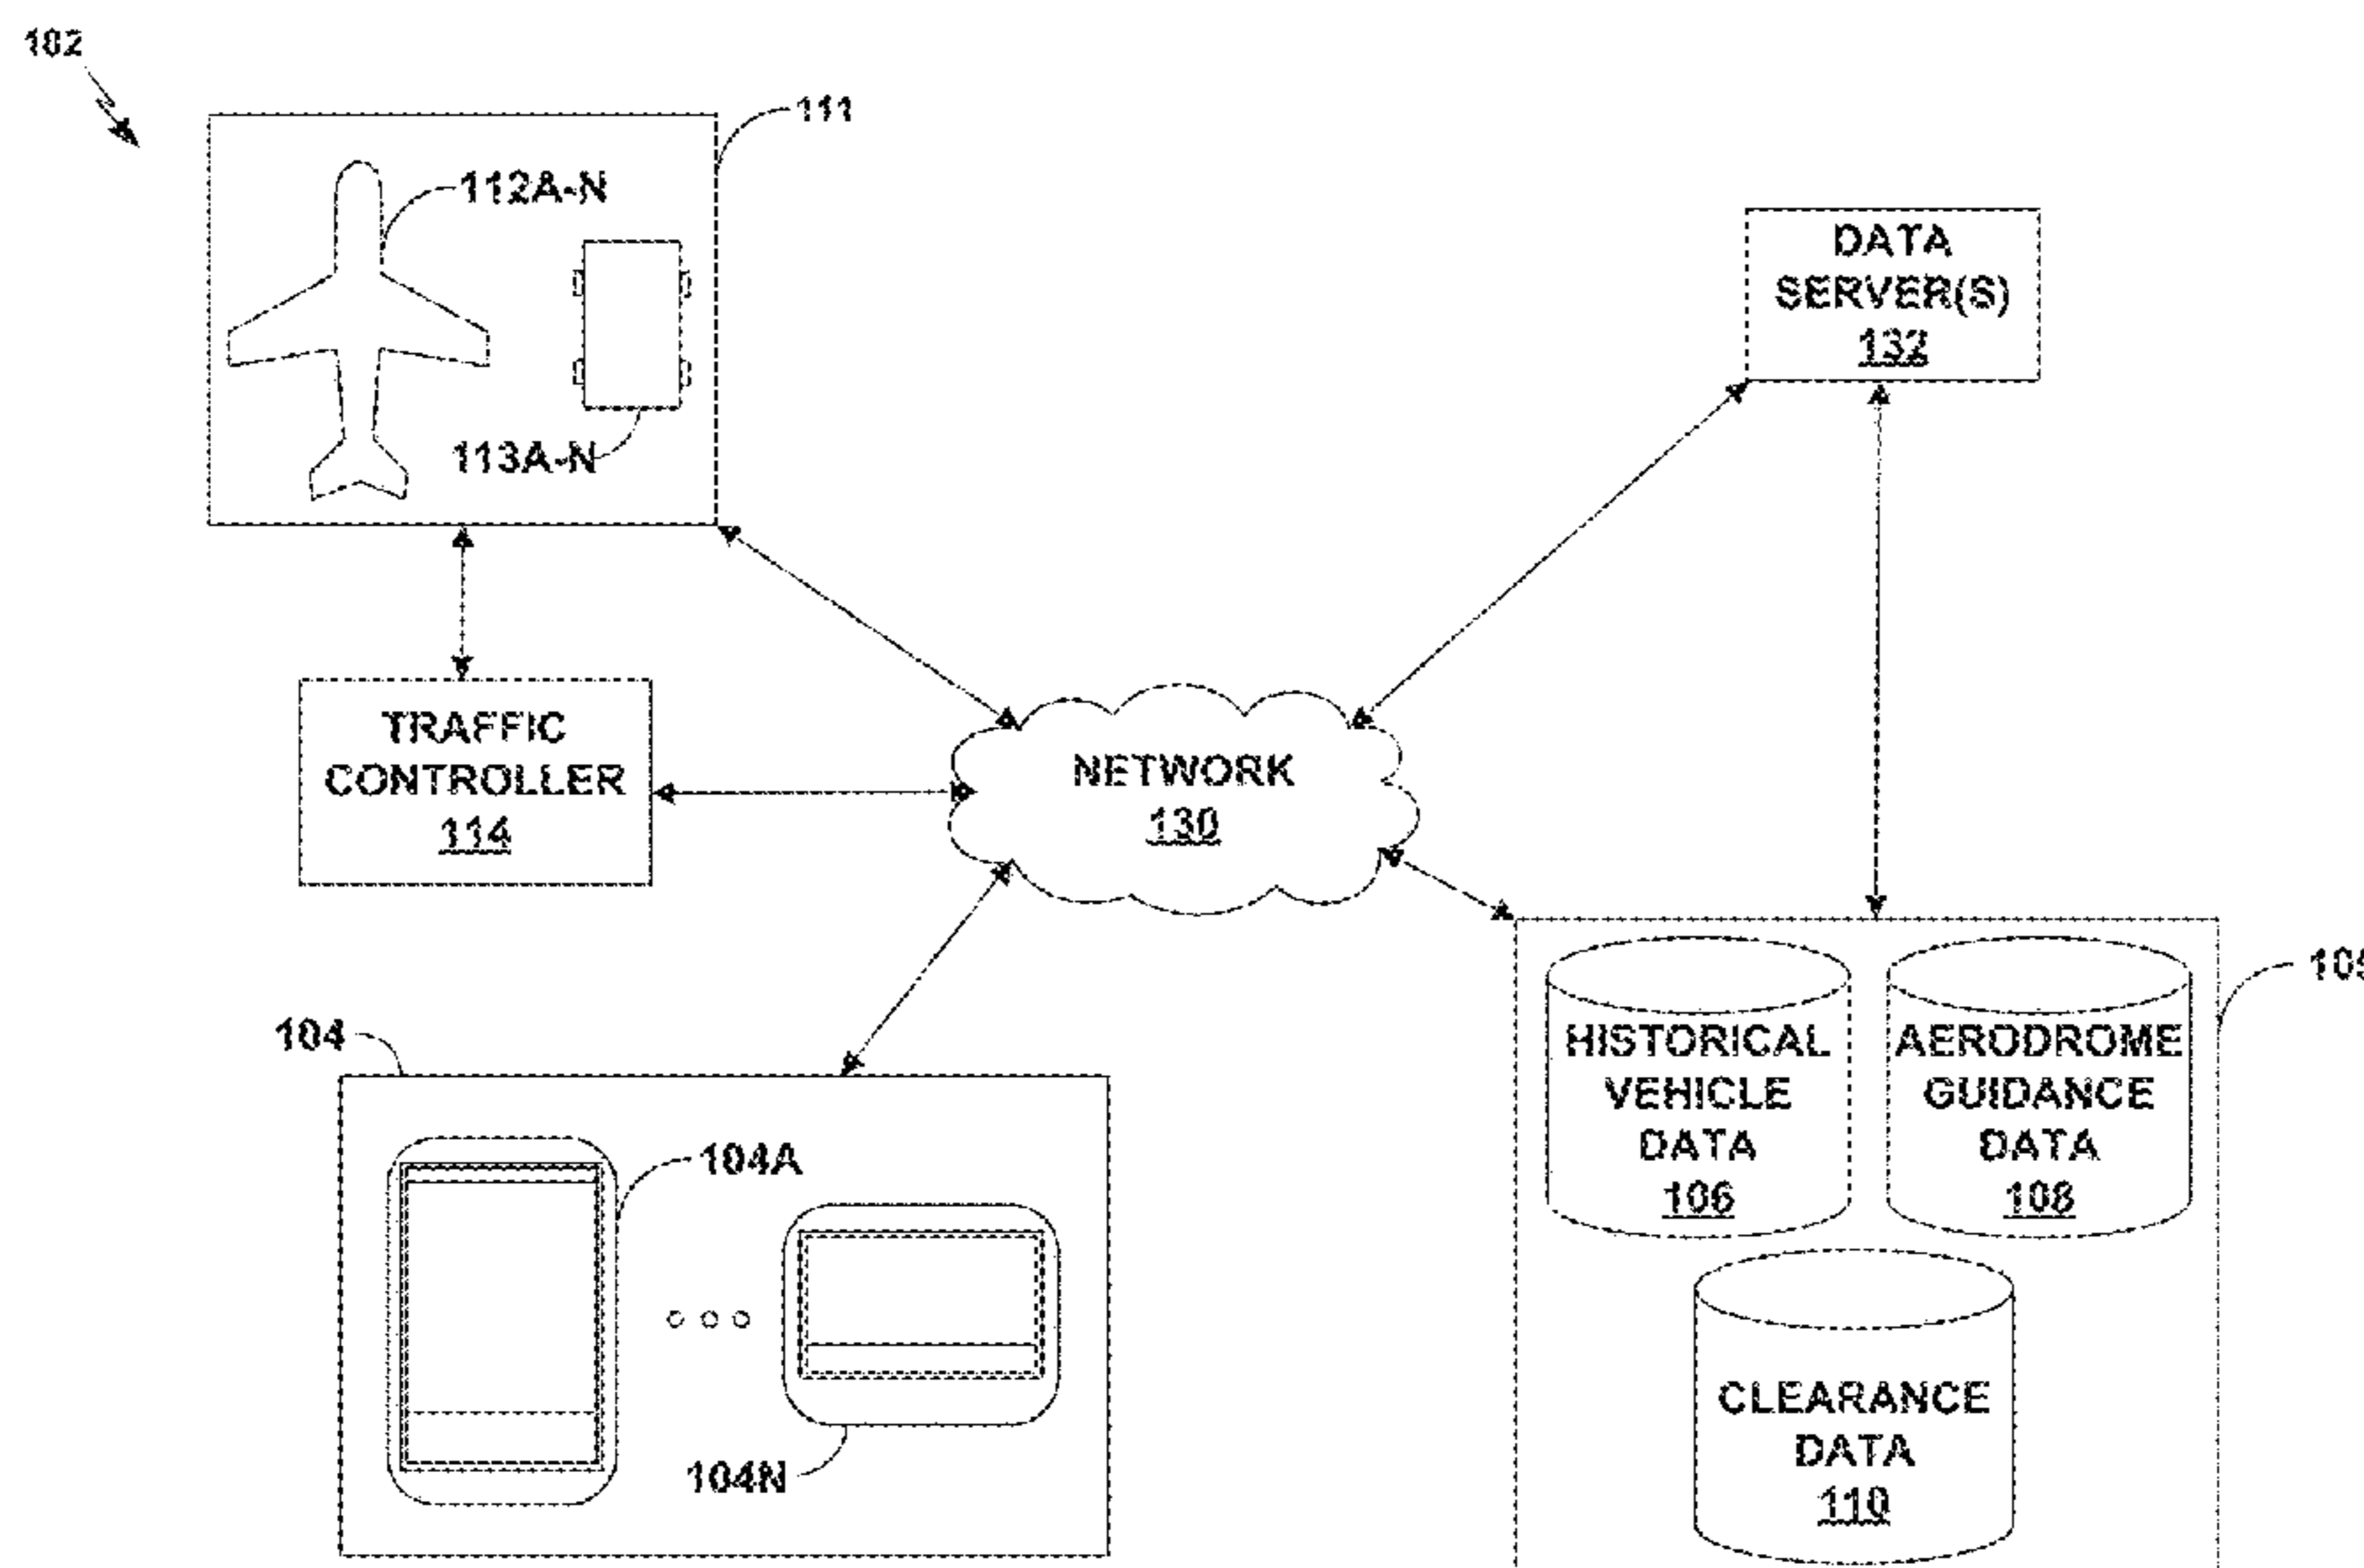 102
111
112A-N
113A-N
DATA
SERVER(S)
132
TRAFFIC
CONTROLLER
114
NETWORK
130
104
104A
104N
HISTORICAL
VEHICLE
DATA
106
AERODROME
GUIDANCE
DATA
108
CLEARANCE
DATA
110